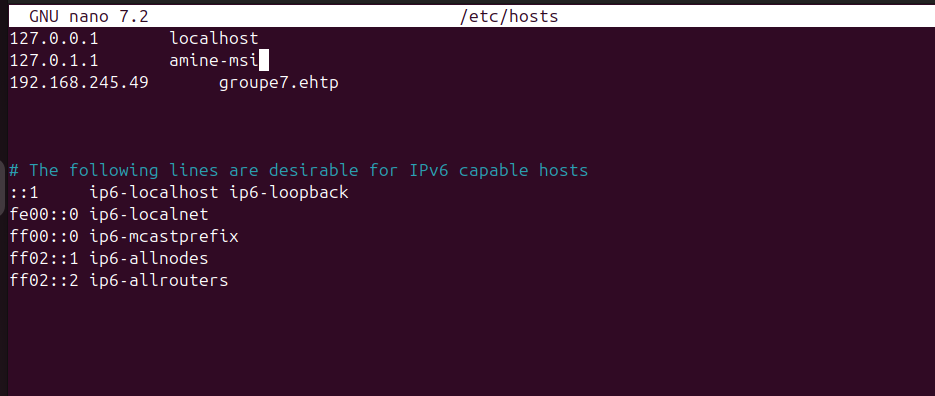 GNU nano 7.2 /etc/hosts
127.0.0.1 localhost
127.0.1.1 amine-msi
192.168.245.49 groupe7.ehtp
# The following lines are desirable for IPv6 capable hosts
::1 ip6-localhost ip6-loopback
fe00::0 ip6-localnet
ff00::0 ip6-mcastprefix
ff02::1 ip6-allnodes
ff02::2 ip6-allrouters